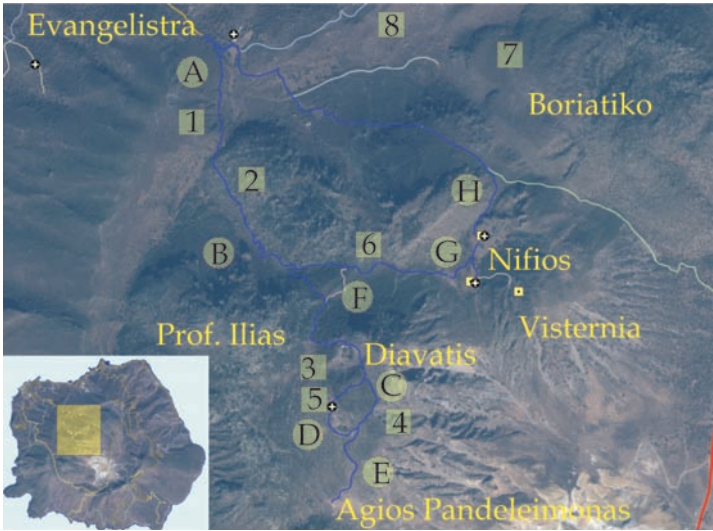 Evangelistra
8
7
A
Boriatiko
1
2
H
B
6
G
Nifios
F
Visternia
Prof. Ilias
Diavatis
3
C
5
4
D
E
Agios Pandeleimonas